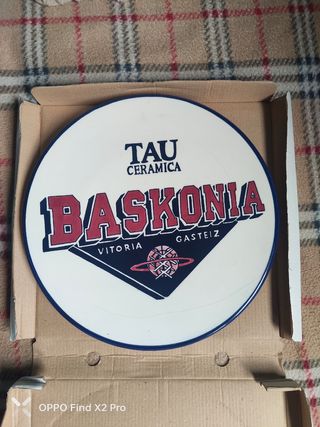 TAU
CERAMICA
BASKONIA
VITORIA GASTEIZ
OPPO Find X2 Pro